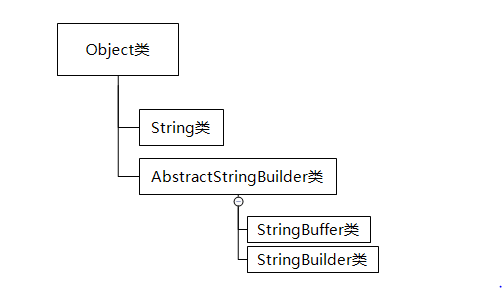 Object类
String类
AbstractStringBuilder类
StringBuffer类
StringBuilder类